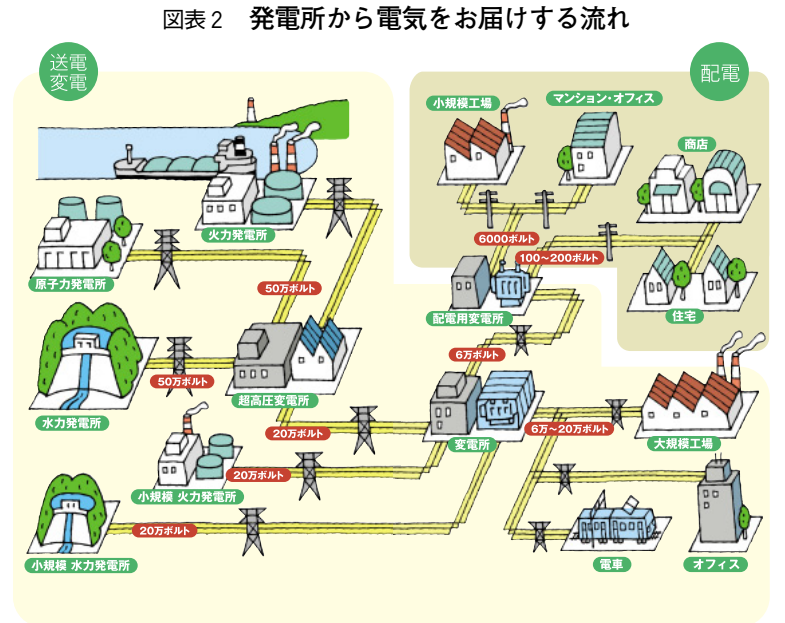 図表2 発電所から電気をお届けする流れ
送電
変電
配電
小規模工場
マンション・オフィス
商店
火力発電所
6000ボルト
100〜200ボルト
原子力発電所
50万ボルト
配電用変電所
住宅
6万ボルト
50万ボルト
超高圧変電所
水力発電所
20万ボルト
変電所
6万〜20万ボルト
大規模工場
20万ボルト
小規模 火力発電所
20万ボルト
小規模 水力発電所
電車
オフィス